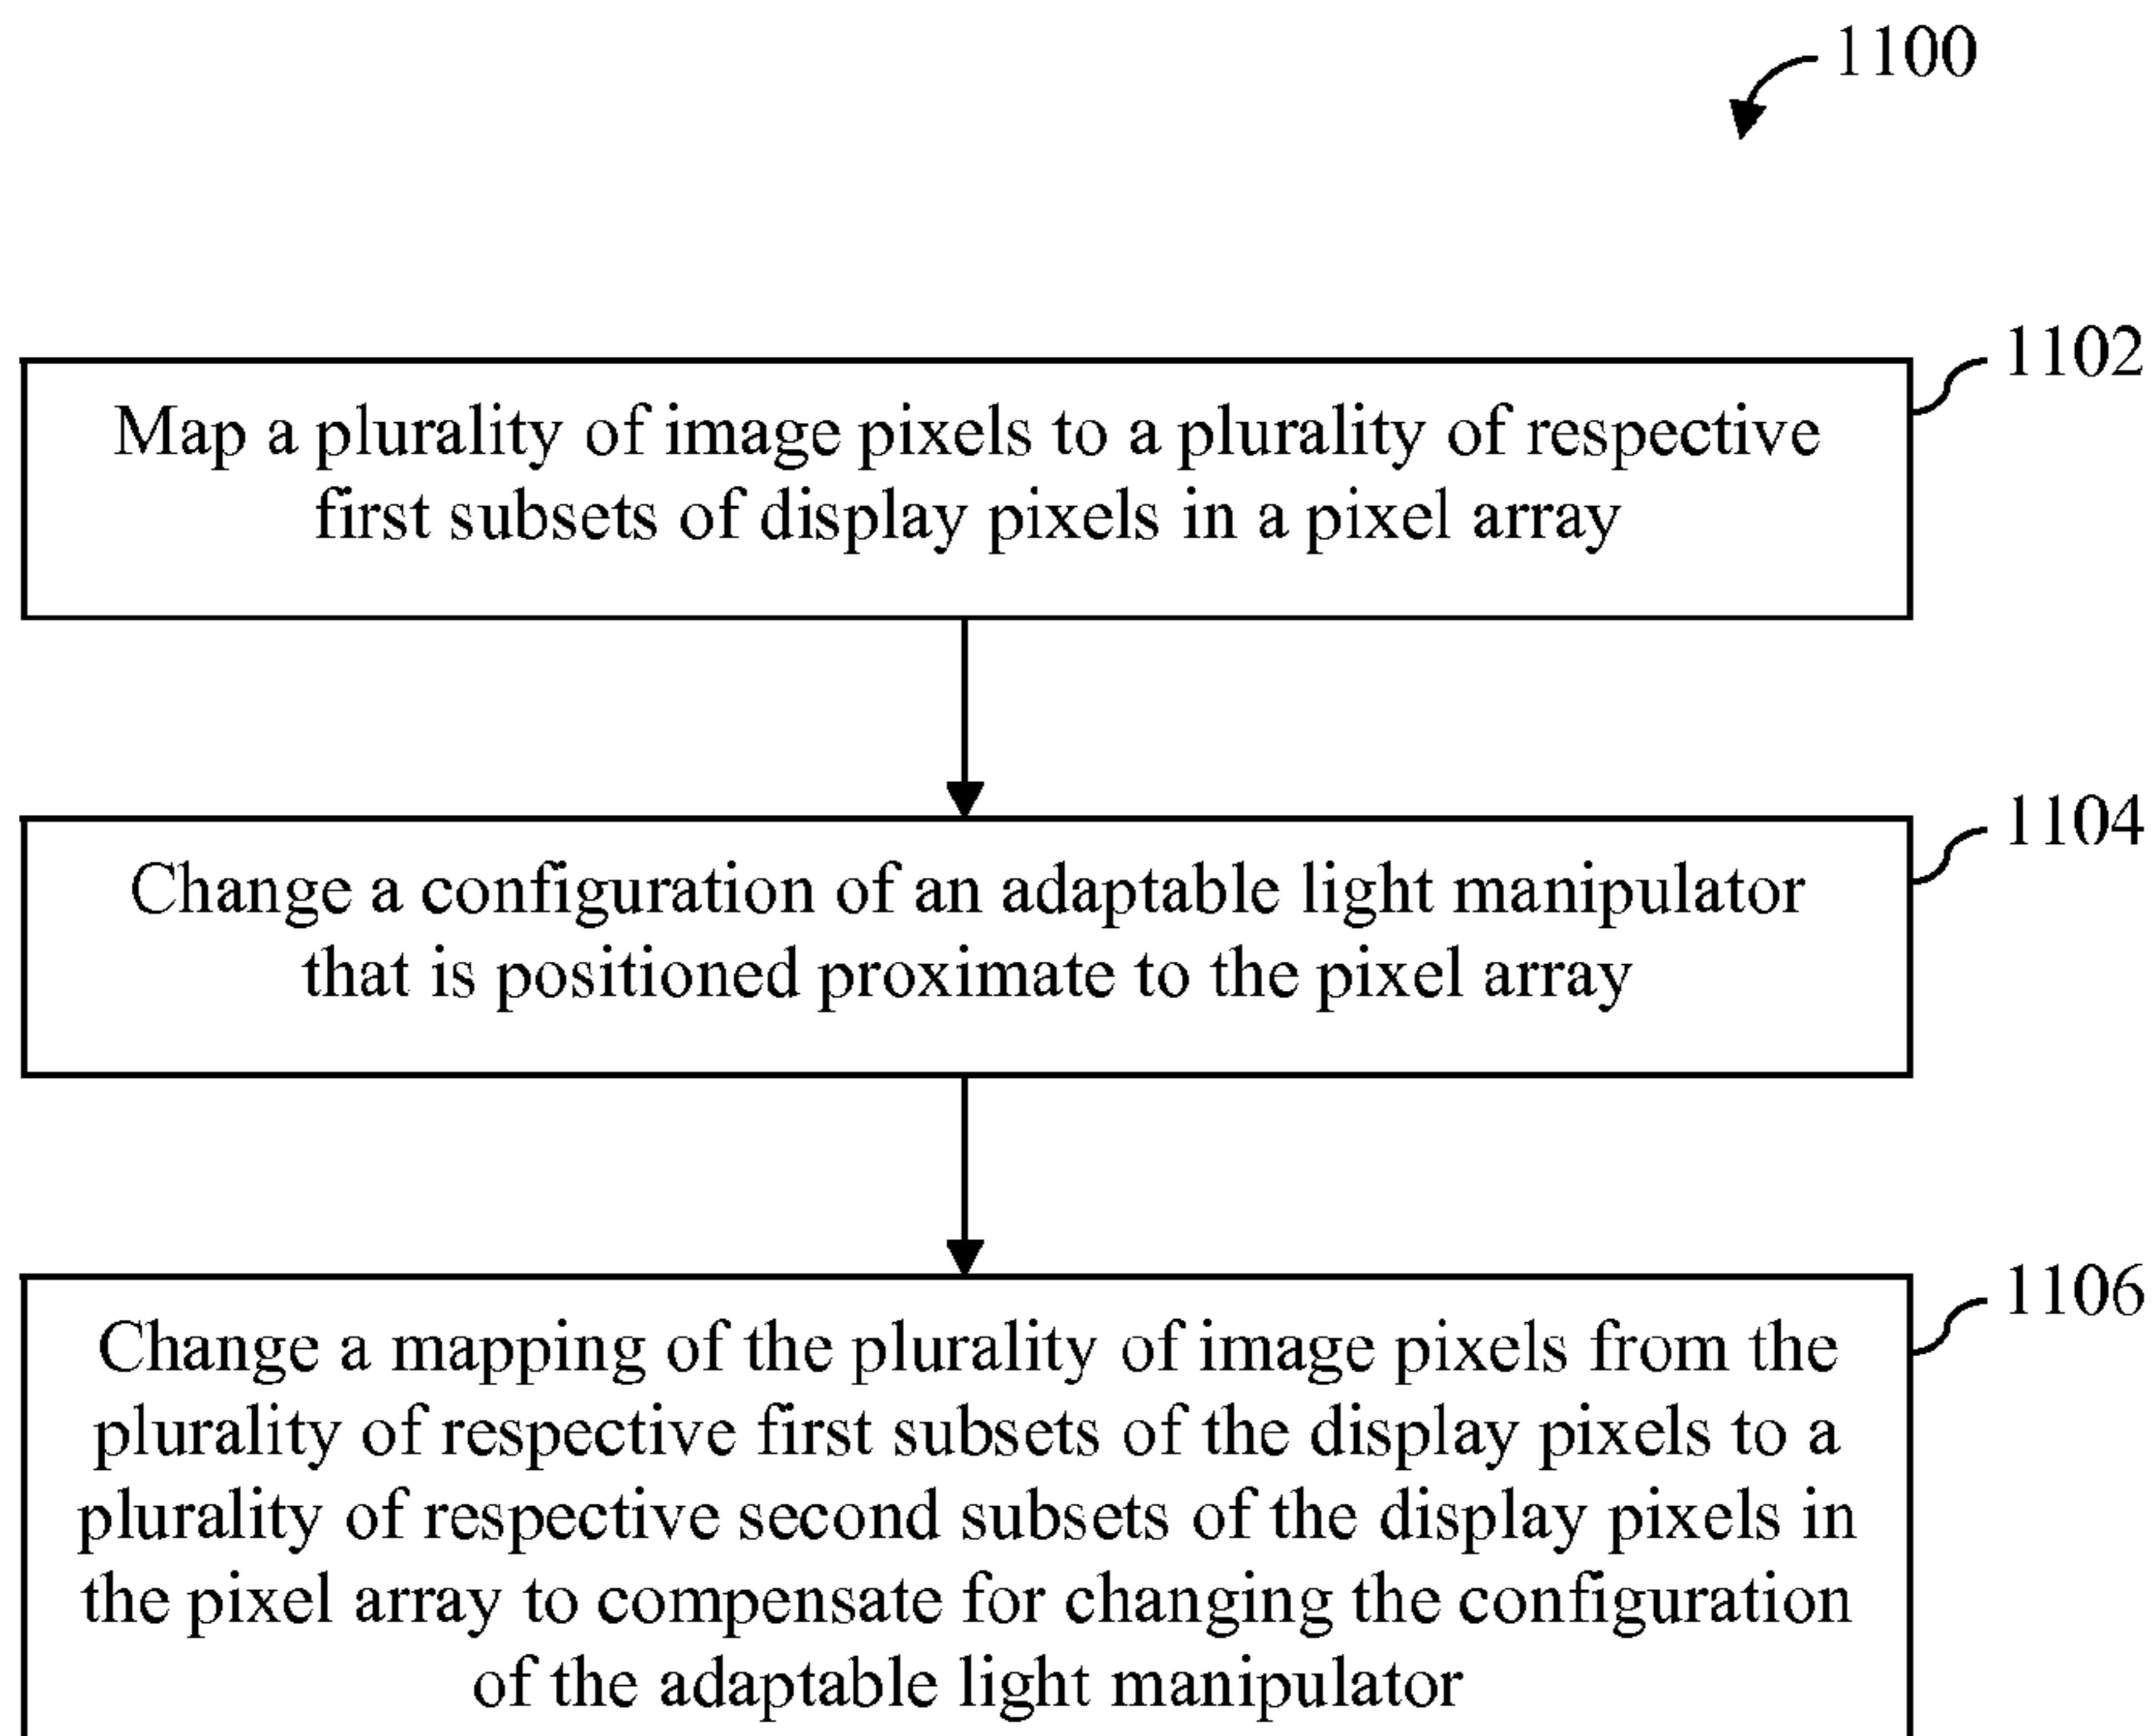 1100
1102
Map a plurality of image pixels to a plurality of respective
first subsets of display pixels in a pixel array
1104
Change a configuration of an adaptable light manipulator
that is positioned proximate to the pixel array
1106
Change a mapping of the plurality of image pixels from the
plurality of respective first subsets of the display pixels to a
plurality of respective second subsets of the display pixels in
the pixel array to compensate for changing the configuration
of the adaptable light manipulator